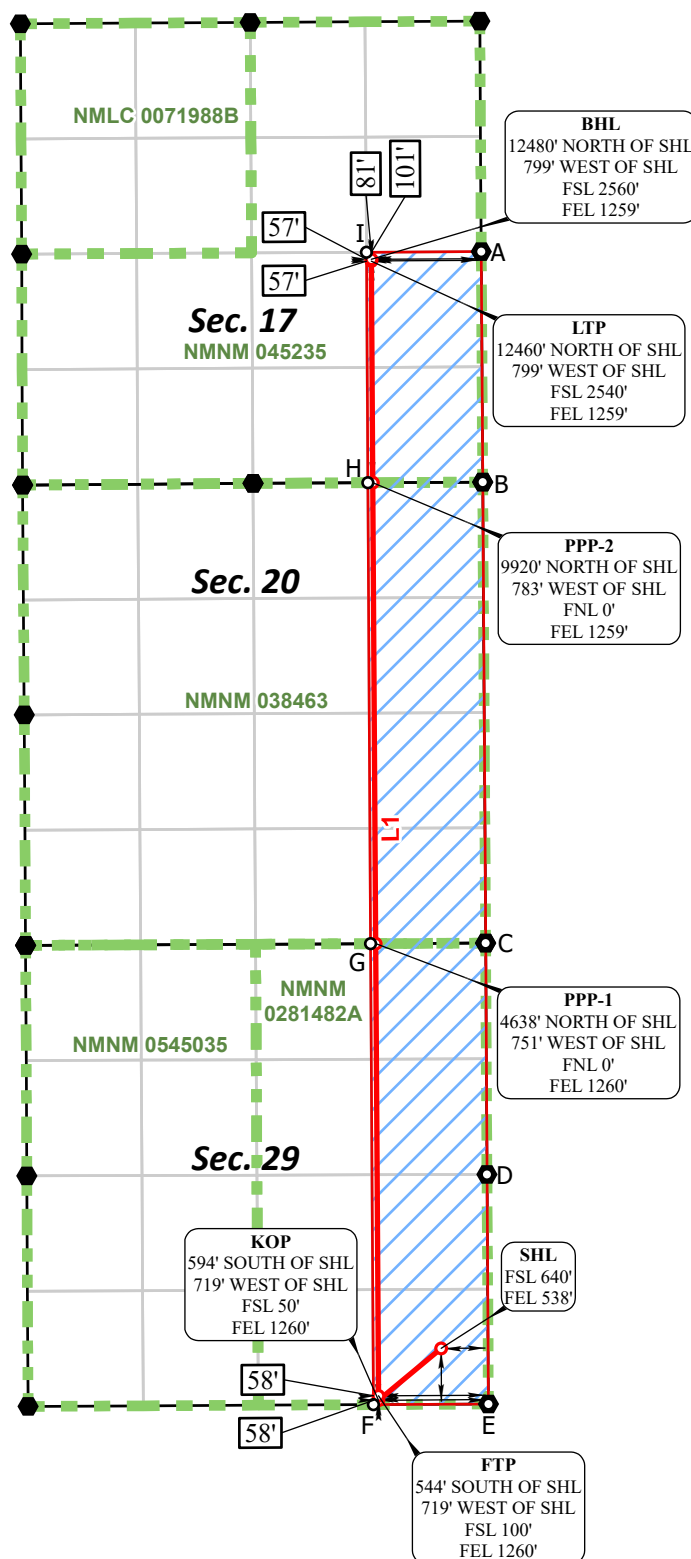 NMLC 0071988B
BHL
12480' NORTH OF SHL
799' WEST OF SHL
FSL 2560'
FEL 1259'
81'
101'
57'
I
A
57'
Sec. 17
NMNM 045235
LTP
12460' NORTH OF SHL
799' WEST OF SHL
FSL 2540'
FEL 1259'
H
B
Sec. 20
PPP-2
9920' NORTH OF SHL
783' WEST OF SHL
FNL 0'
FEL 1259'
NMNM 038463
L1
G
C
NMNM
0281482A
NMNM 0545035
PPP-1
4638' NORTH OF SHL
751' WEST OF SHL
FNL 0'
FEL 1260'
Sec. 29
D
KOP
594' SOUTH OF SHL
719' WEST OF SHL
FSL 50'
FEL 1260'
SHL
FSL 640'
FEL 538'
58'
58'
F
E
FTP
544' SOUTH OF SHL
719' WEST OF SHL
FSL 100'
FEL 1260'